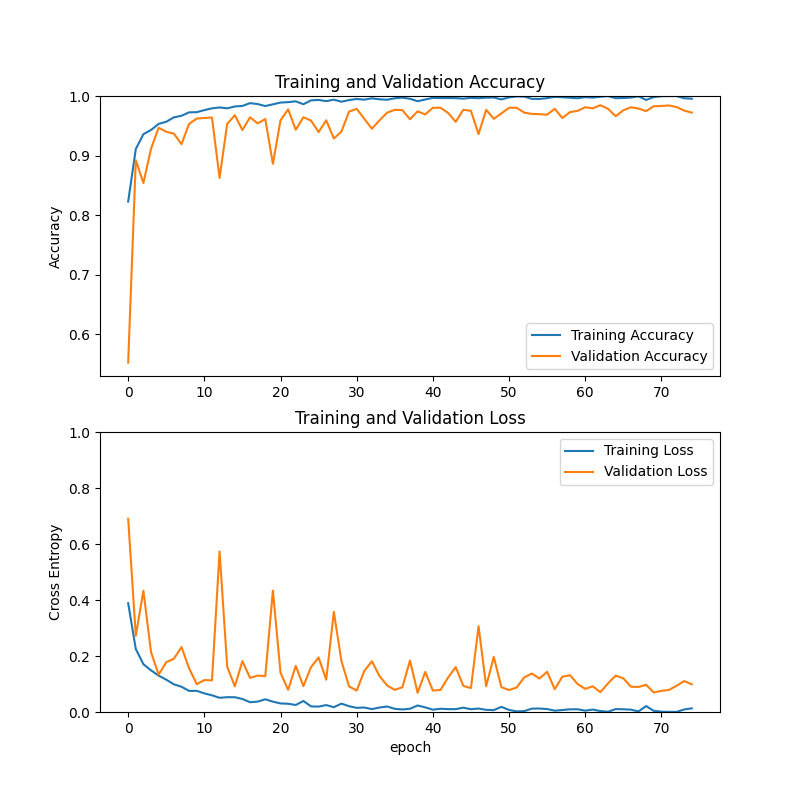 Training and Validation Accuracy
1.0
0.9
0.8
0.7
0.6
Accuracy
Training Accuracy
Validation Accuracy
0 10 20 30 40 50 60 70
Training and Validation Loss
1.0
0.8
0.6
0.4
0.2
0.0
Cross Entropy
Training Loss
Validation Loss
0 10 20 30 40 50 60 70
epoch